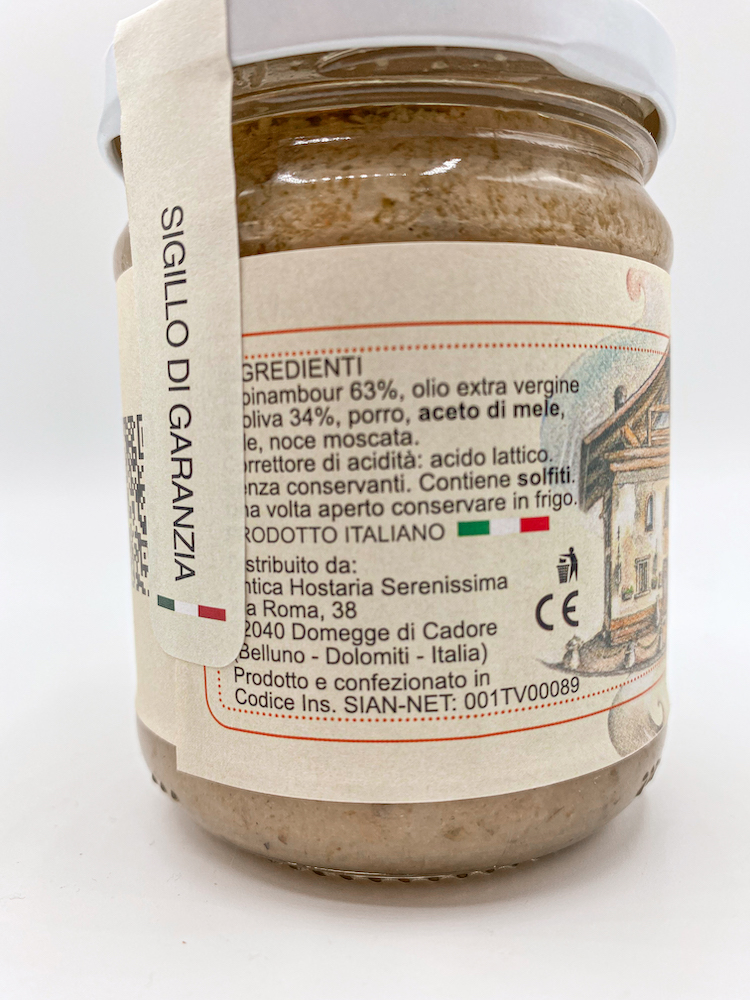 SIGILLO DI GARANZIA
GREDIENTI
pinambour 63%, olio extra vergine
oliva 34%, porro, aceto di mele,
le, noce moscata.
orrettore di acidità: acido lattico.
enza conservanti. Contiene solfiti.
na volta aperto conservare in frigo.
RODOTTO ITALIANO
istribuito da:
ntica Hostaria Serenissima
a Roma, 38
2040 Domegge di Cadore
(Belluno - Dolomiti - Italia)
CE
Prodotto e confezionato in
Codice Ins. SIAN-NET: 001TV00089